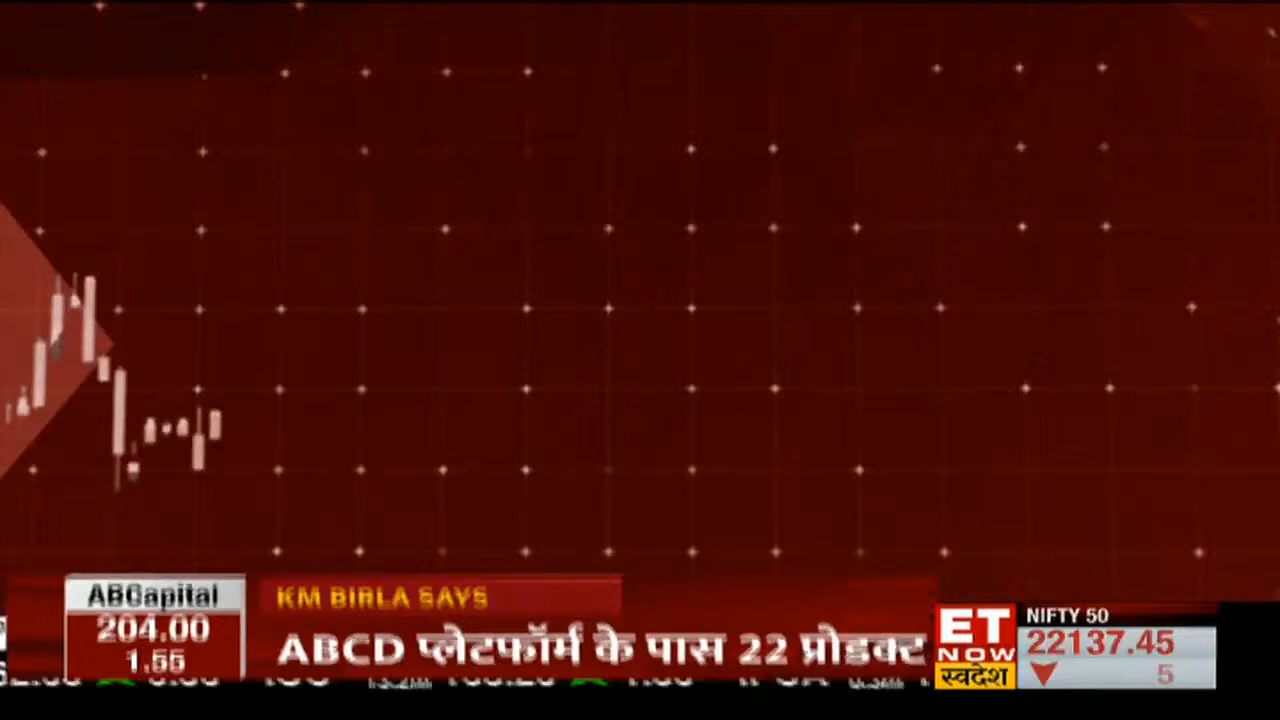 ABCapital
204.00
1.55
KM BIRLA SAYS
ABCD प्लेटफॉर्म के पास 22 प्रोडक्ट
ET
NOW
स्वदेश
NIFTY 50
22137.45
5